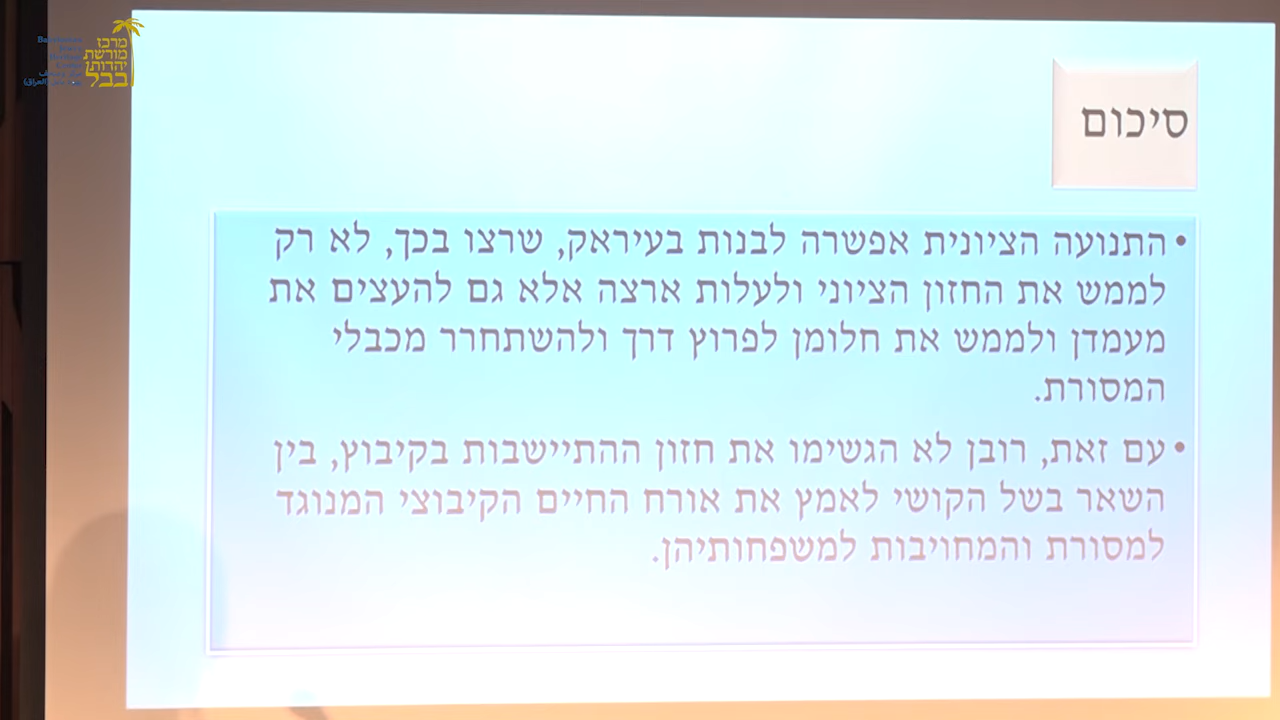 מרכז
מורשת
יהדות
בבל
סיכום
• התנועה הציונית אפשרה לבנות בעיראק, שרצו בכך, לא רק
לממש את החזון הציוני ולעלות ארצה אלא גם להעצים את
מעמדן ולממש את חלומן לפרוץ דרך ולהשתחרר מכבלי
המסורת.
• עם זאת, רובן לא הגשימו את חזון ההתיישבות בקיבוץ, בין
השאר בשל הקושי לאמץ את אורח החיים הקיבוצי המנוגד
למסורת והמחויבות למשפחותיהן.